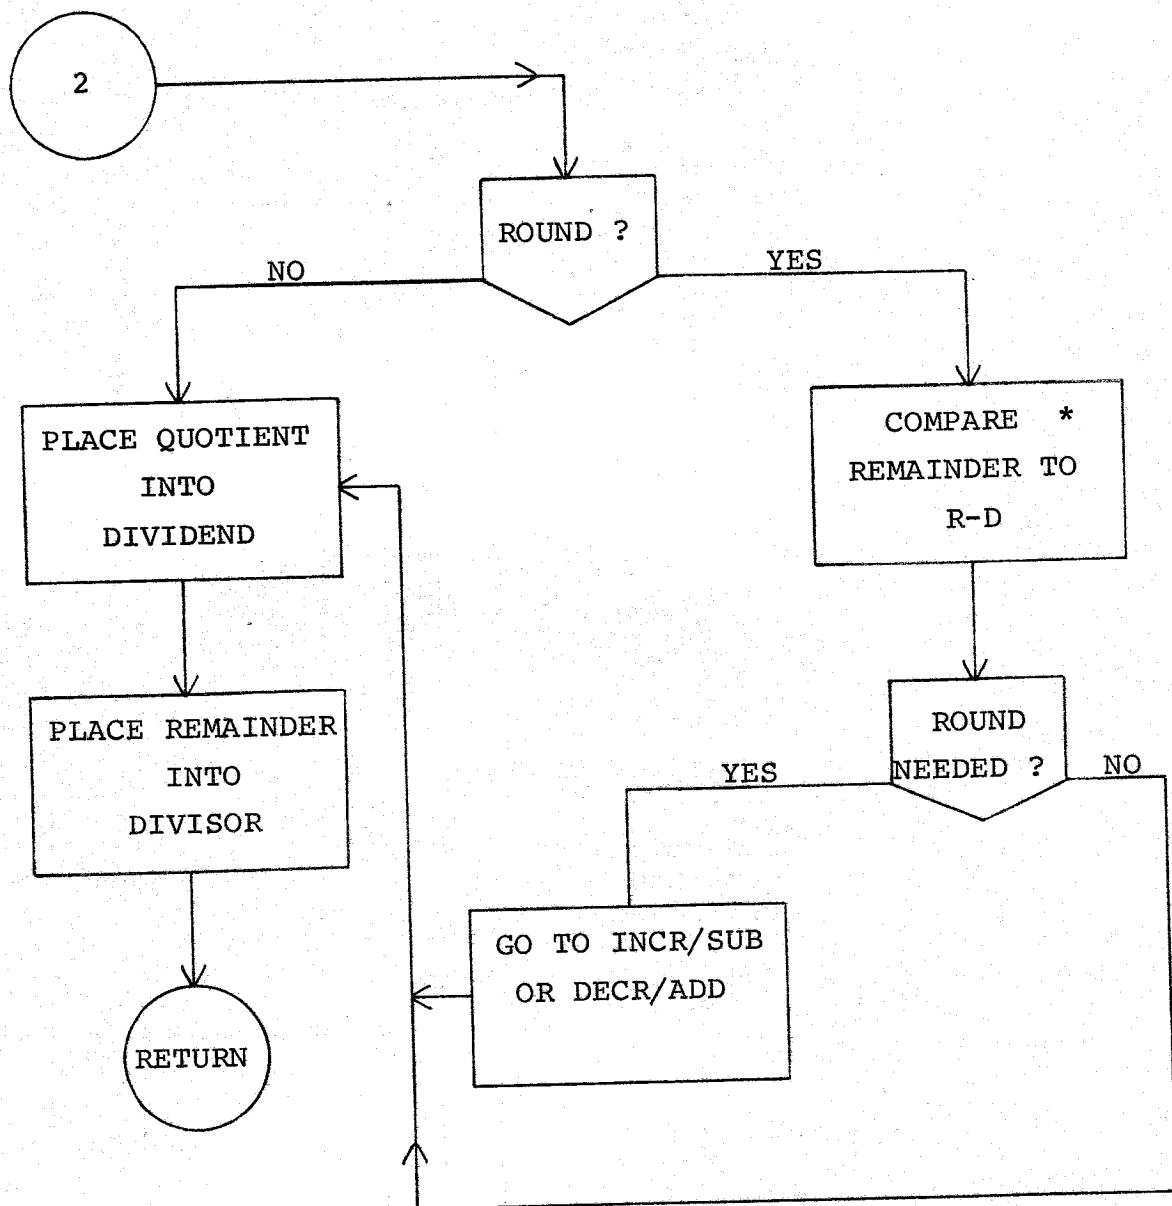 2
ROUND ?
NO
YES
PLACE QUOTIENT
INTO
DIVIDEND
COMPARE *
REMAINDER TO
R-D
PLACE REMAINDER
INTO
DIVISOR
ROUND
NEEDED ?
YES
NO
GO TO INCR/SUB
OR DECR/ADD
RETURN